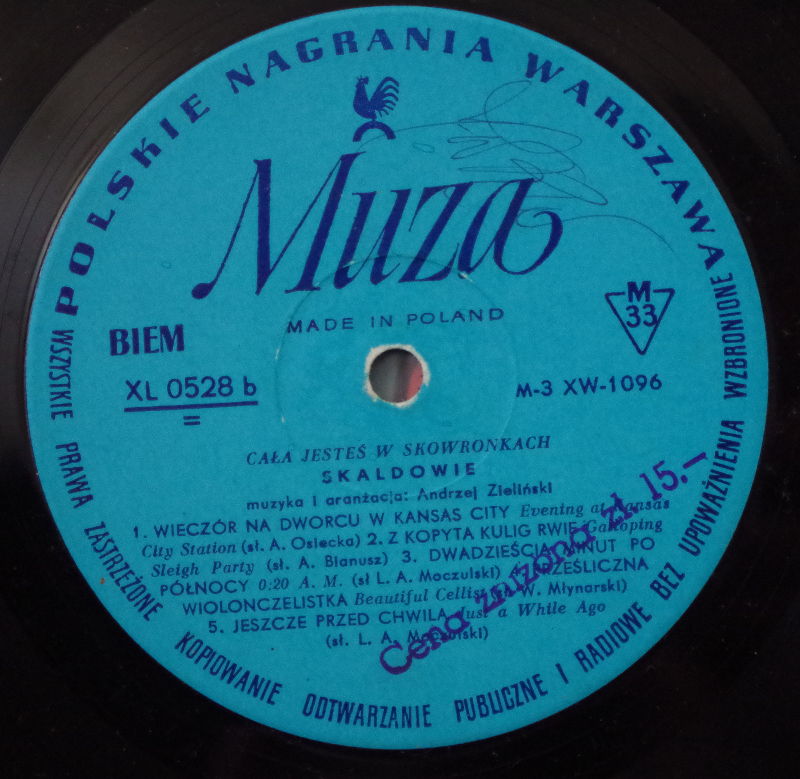 POLSKIE NAGRANIA WARSZAWA
Muza
MADE IN POLAND
BIEM
M
33
XL 0528 b
=
M-3 XW-1096
CAŁA JESTEŚ W SKOWRONKACH
SKALDOWIE
muzyka i aranżacja: Andrzej Zieliński
1. WIECZÓR NA DWORCU W KANSAS CITY Evening at Kansas
City Station (sł. A. Osiecka) 2. Z KOPYTA KULIG RWIE Galloping
Sleigh Party (sł. A. Bianusz) 3. DWADZIEŚCIA MINUT PO
PÓŁNOCY 0:20 A. M. (sł L. A. Moczulski) 4. PRZEŚLICZNA
WIOLONCZELISTKA Beautiful Cellist (sł. W. Młynarski)
5. JESZCZE PRZED CHWILĄ Just a While Ago
(sł. L. A. Moczulski)
Cena zniżona zł 15.–
WSZYSTKIE PRAWA ZASTRZEŻONE KOPIOWANIE ODTWARZANIE PUBLICZNE I RADIOWE BEZ UPOWAŻNIENIA WZBRONIONE